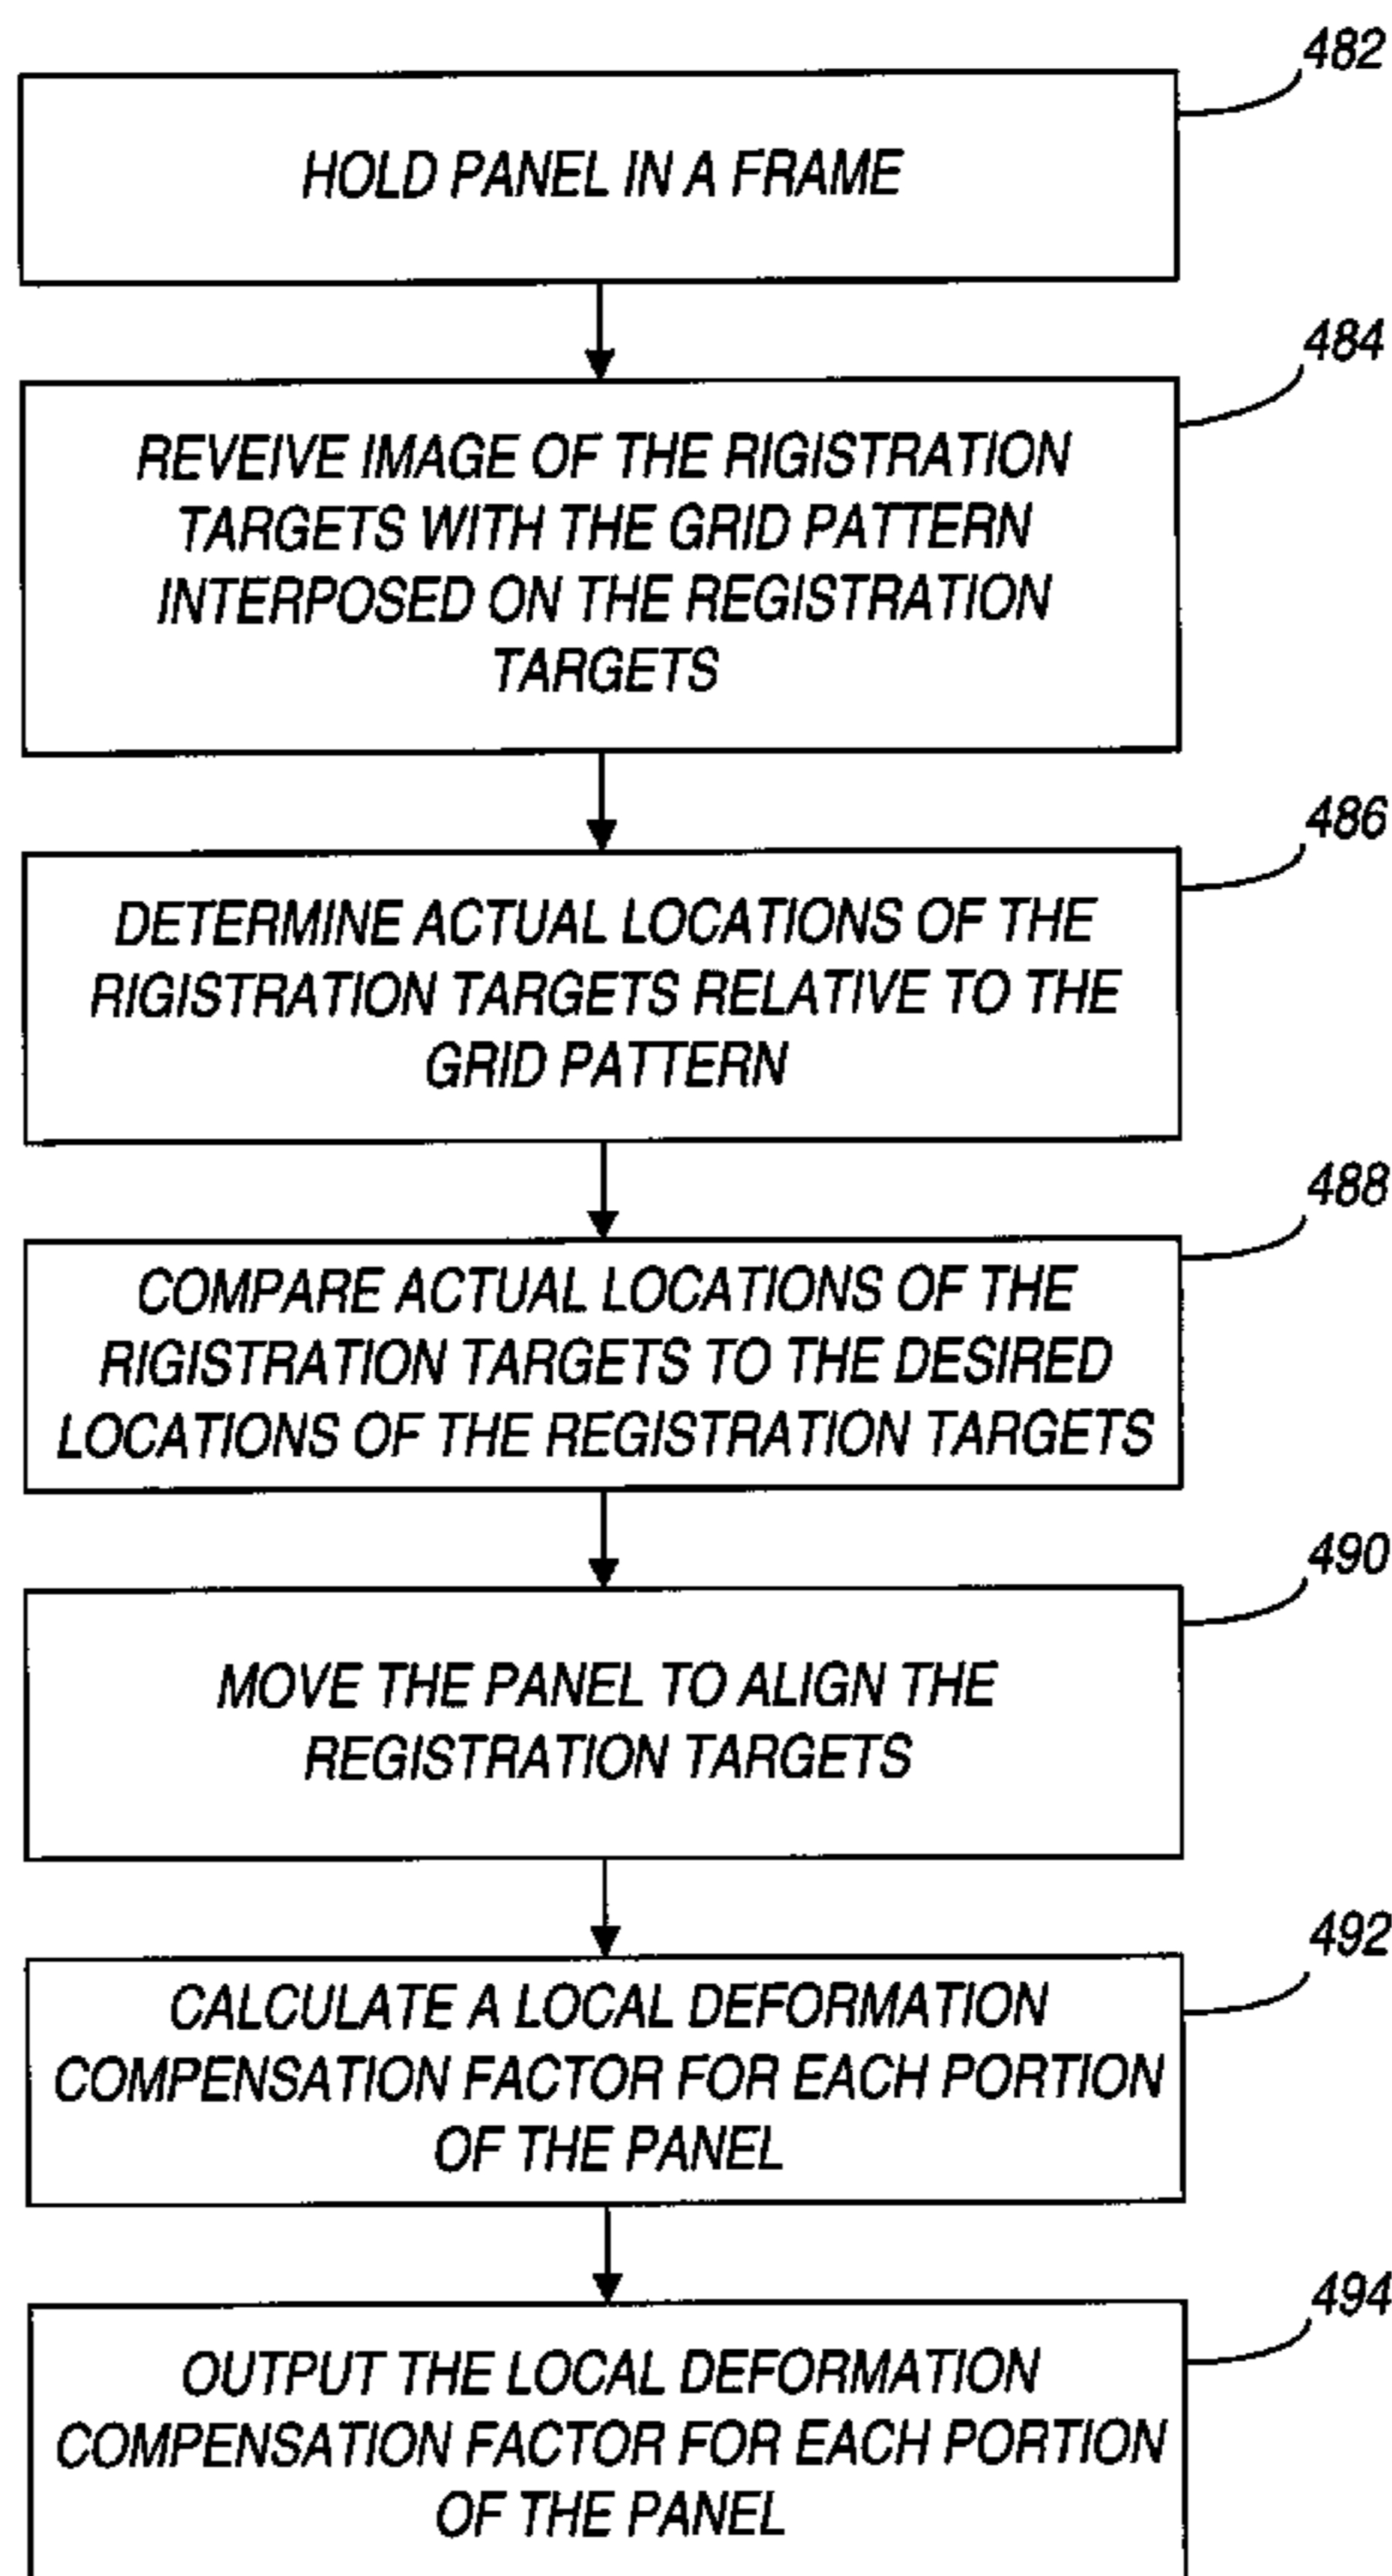 482
HOLD PANEL IN A FRAME
484
REVEIVE IMAGE OF THE RIGISTRATION
TARGETS WITH THE GRID PATTERN
INTERPOSED ON THE REGISTRATION
TARGETS
486
DETERMINE ACTUAL LOCATIONS OF THE
RIGISTRATION TARGETS RELATIVE TO THE
GRID PATTERN
488
COMPARE ACTUAL LOCATIONS OF THE
RIGISTRATION TARGETS TO THE DESIRED
LOCATIONS OF THE REGISTRATION TARGETS
490
MOVE THE PANEL TO ALIGN THE
REGISTRATION TARGETS
492
CALCULATE A LOCAL DEFORMATION
COMPENSATION FACTOR FOR EACH PORTION
OF THE PANEL
494
OUTPUT THE LOCAL DEFORMATION
COMPENSATION FACTOR FOR EACH PORTION
OF THE PANEL